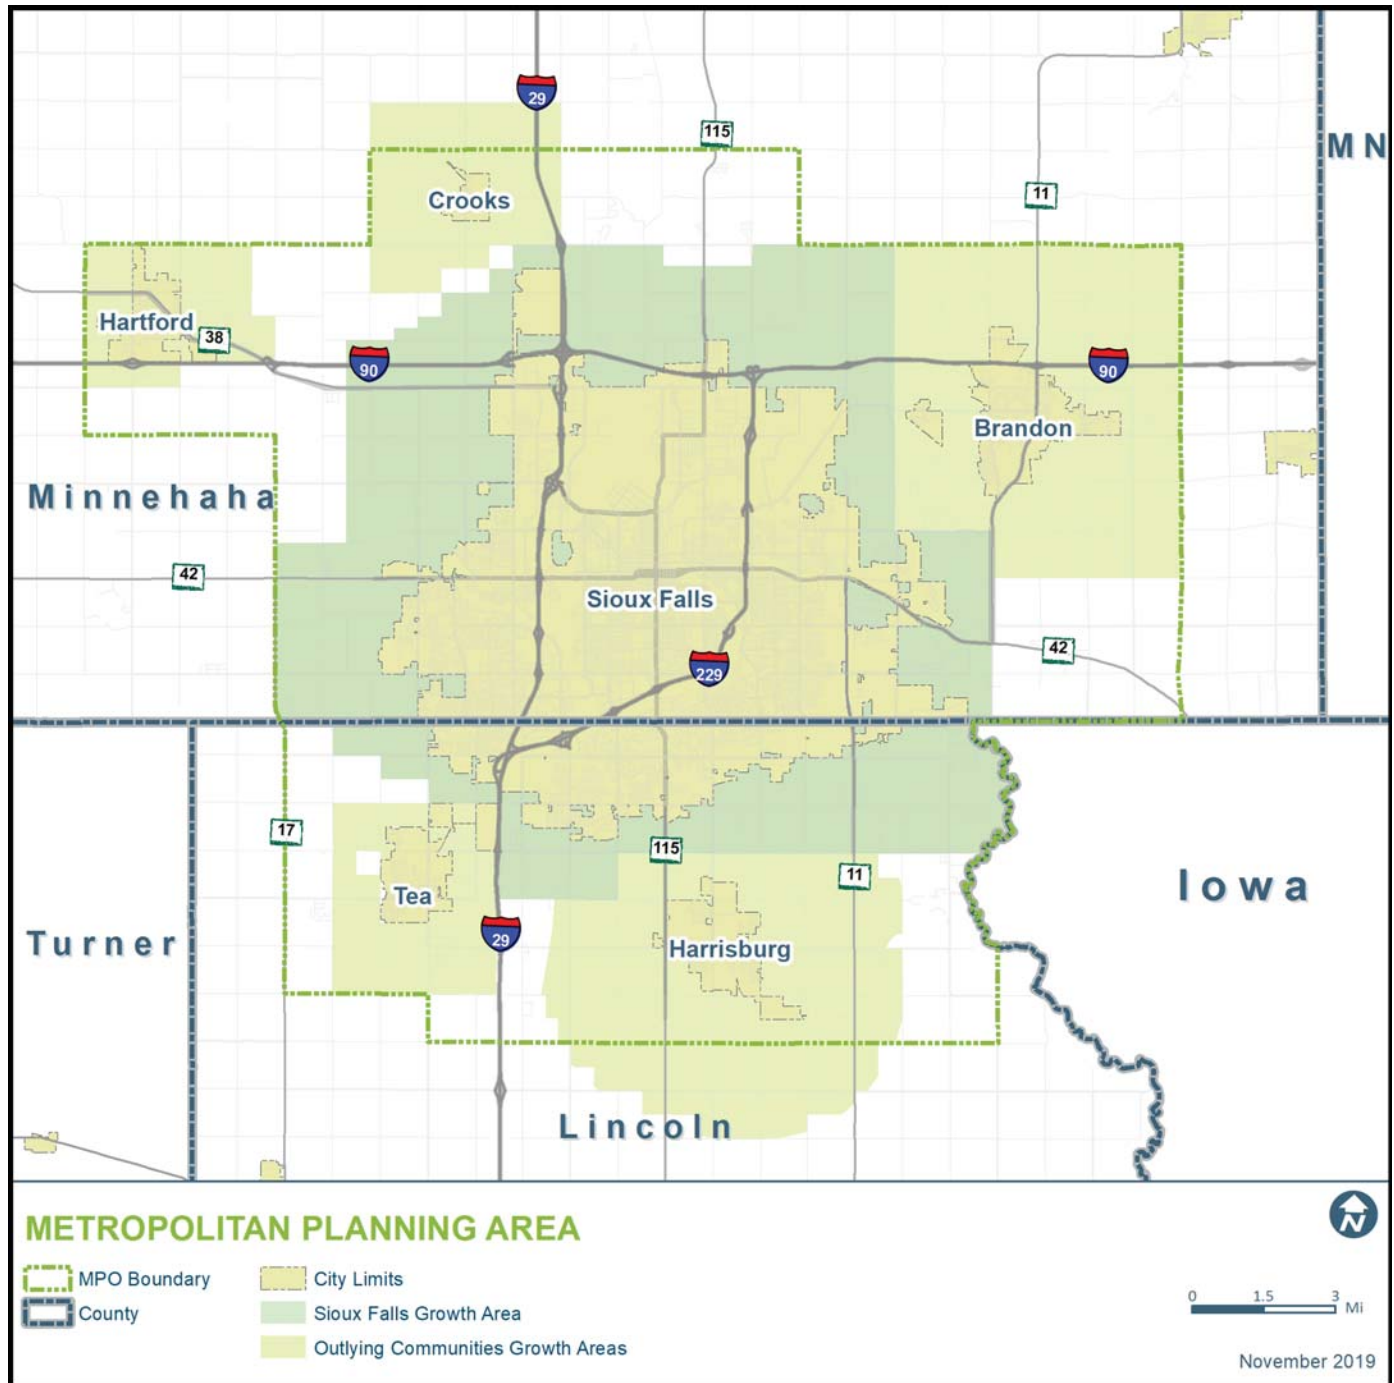 29
115
MN
11
Crooks
Hartford
38
90
90
Brandon
Minnehaha
42
Sioux Falls
42
229
17
115
11
Iowa
Tea
29
Harrisburg
Turner
Lincoln
METROPOLITAN PLANNING AREA
N
MPO Boundary
County
City Limits
Sioux Falls Growth Area
Outlying Communities Growth Areas
0 1.5 3 Mi
November 2019